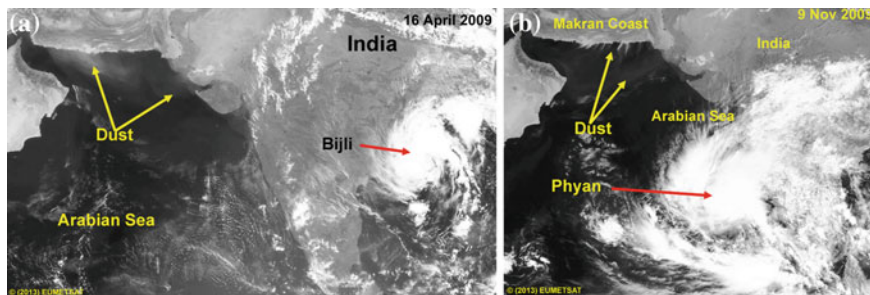 (a)
16 April 2009
India
Dust
Bijli
Arabian Sea
© (2013) EUMETSAT
(b)
Makran Coast
9 Nov 2009
India
Arabian Sea
Dust
Phyan
© (2013) EUMETSAT